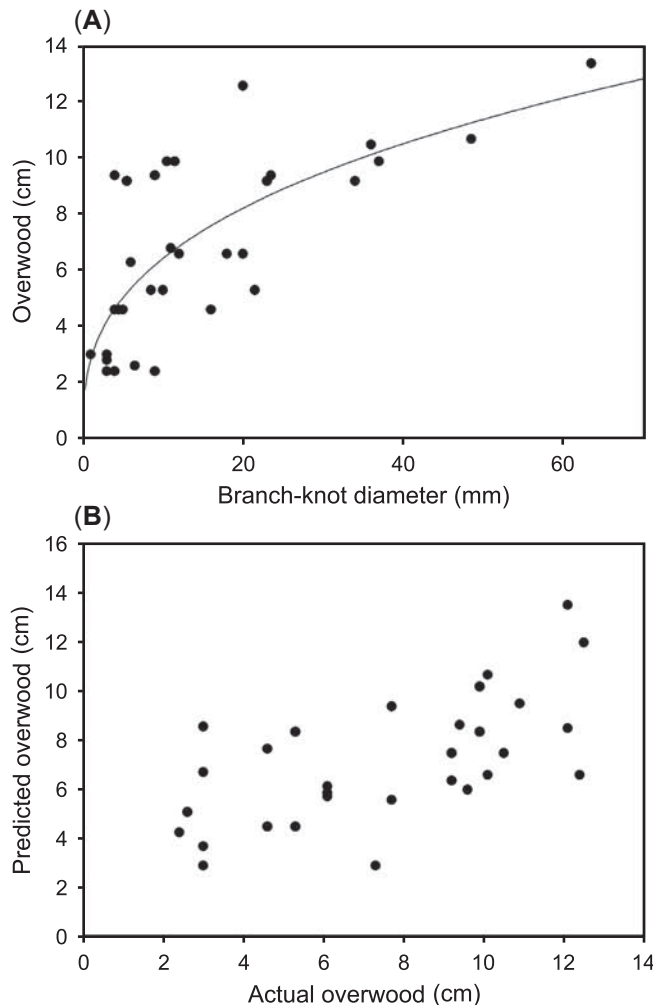 (A)
14
12
10
8
6
4
2
0
Overwood (cm)
0 20 40 60
Branch-knot diameter (mm)
(B)
16
14
12
10
8
6
4
2
0
Predicted overwood (cm)
0 2 4 6 8 10 12 14
Actual overwood (cm)